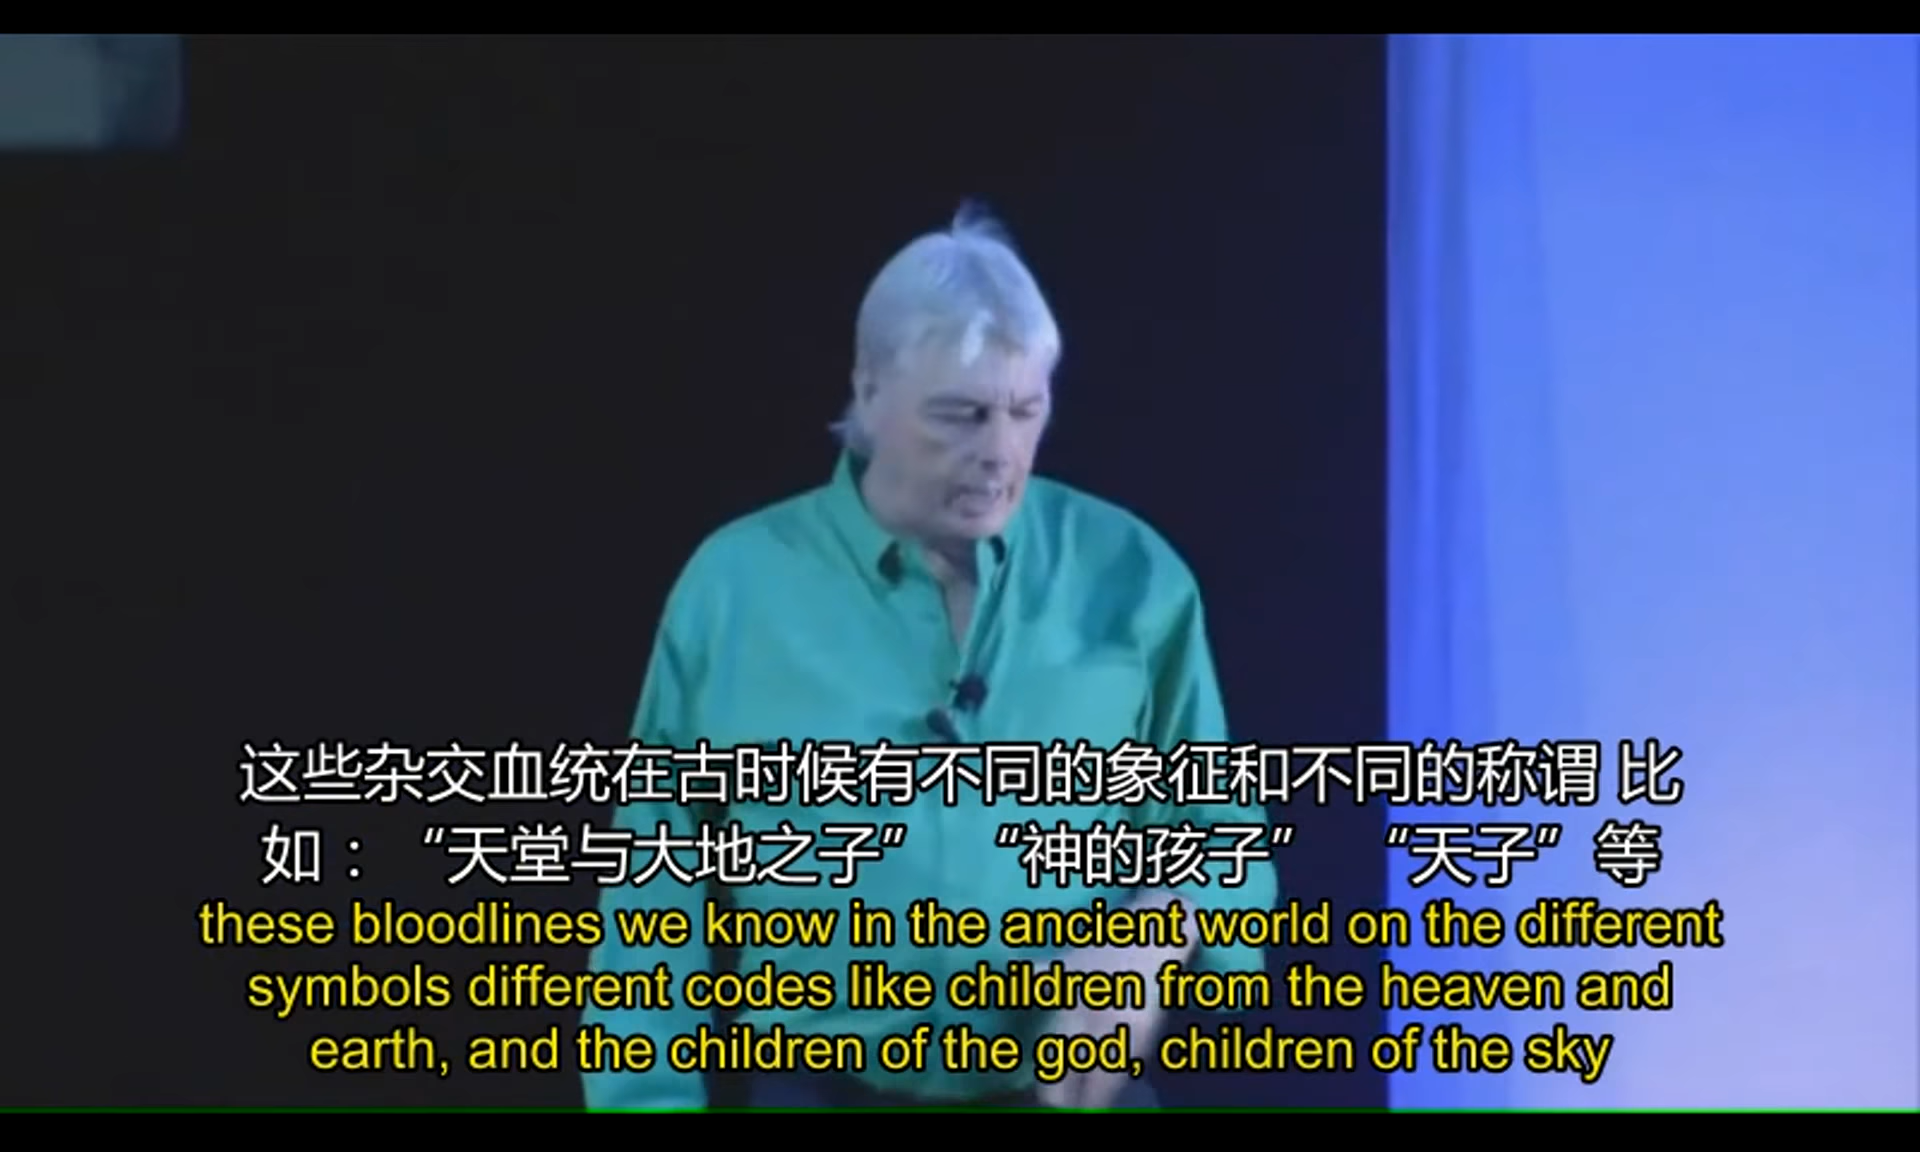 这些杂交血统在古时候有不同的象征和不同的称谓 比
如：“天堂与大地之子” “神的孩子” “天子”等
these bloodlines we know in the ancient world on the different
symbols different codes like children from the heaven and
earth, and the children of the god, children of the sky